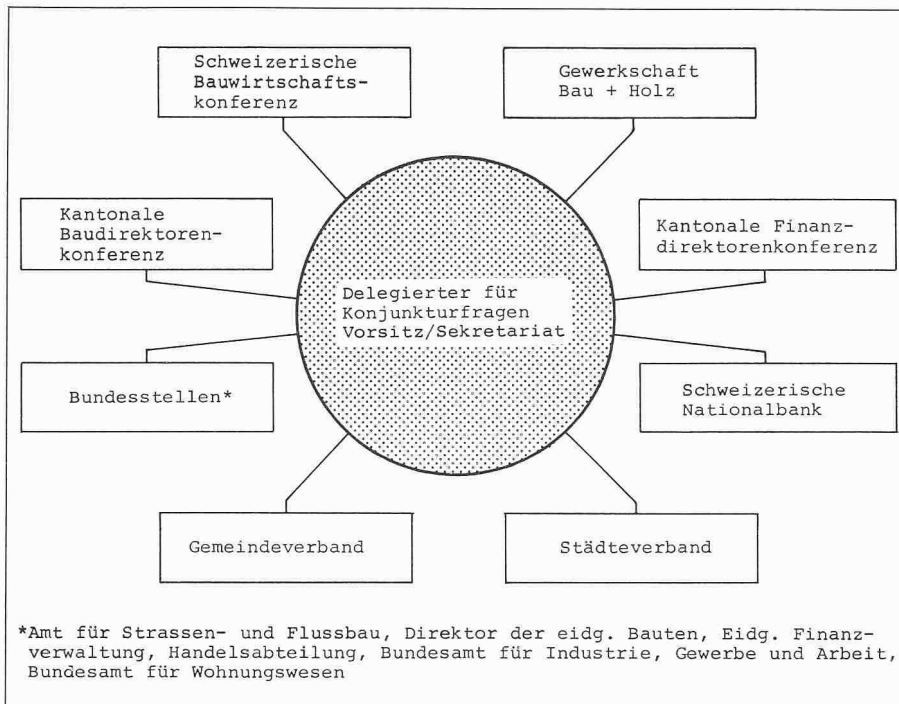 Schweizerische
Bauwirtschafts-
konferenz
Gewerkschaft
Bau + Holz
Kantonale
Baudirektoren-
konferenz
Kantonale Finanz-
direktorenkonferenz
Delegierter für
Konjunkturfragen
Vorsitz/Sekretariat
Bundesstellen*
Schweizerische
Nationalbank
Gemeindeverband
Städteverband
*Amt für Strassen- und Flussbau, Direktor der eidg. Bauten, Eidg. Finanz-
verwaltung, Handelsabteilung, Bundesamt für Industrie, Gewerbe und Arbeit,
Bundesamt für Wohnungswesen